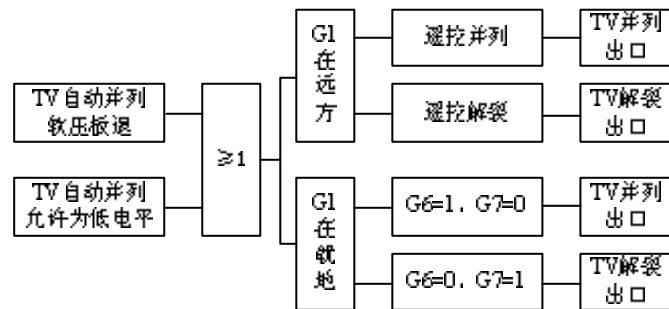 TV自动并列
软压板退
TV自动并列
允许为低电平
≥1
G1
在
远
方
遥控并列
TV并列
出口
遥控解裂
TV解裂
出口
G1
在
就
地
G6=1，G7=0
TV并列
出口
G6=0，G7=1
TV解裂
出口